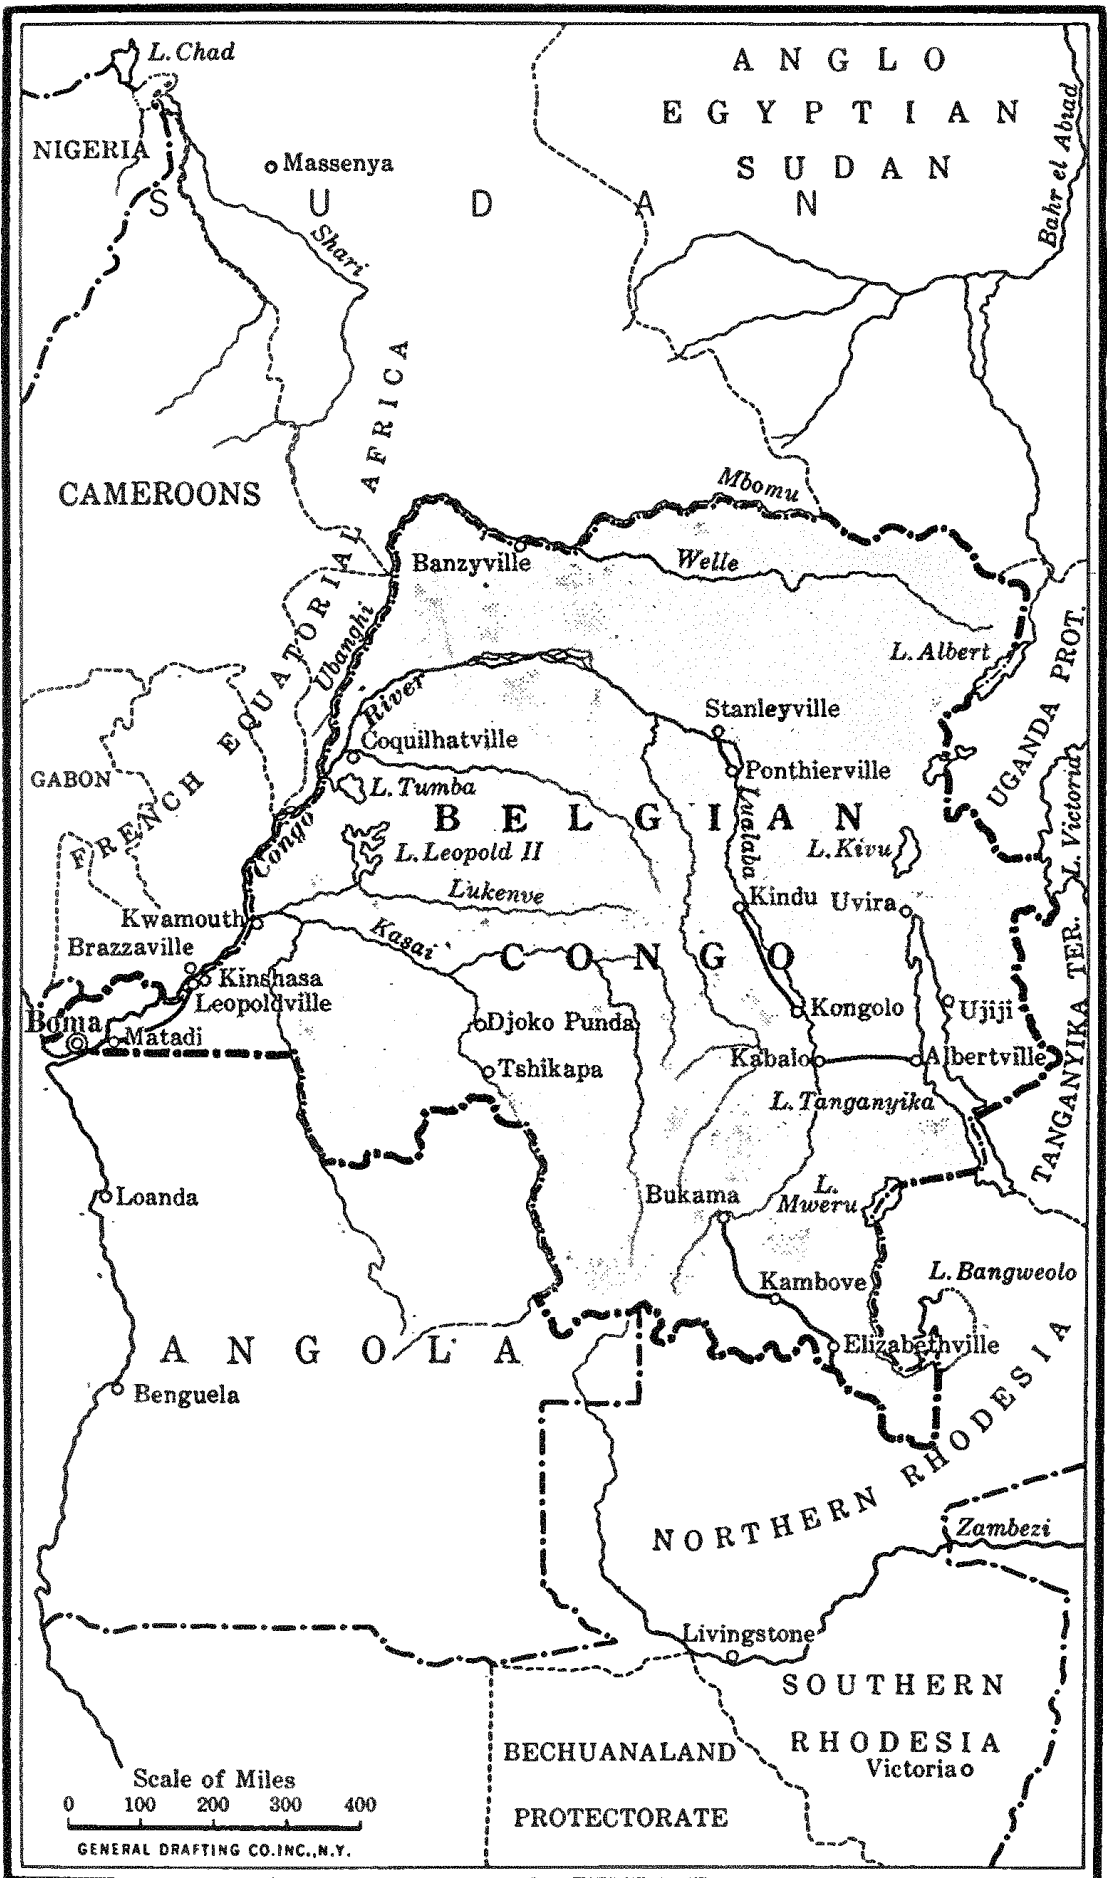 L. Chad
ANGLO
EGYPTIAN
SUDAN
Bahr el Abiad
NIGERIA
Massenya
SUDAN
Shari
CAMEROONS
FRENCH EQUATORIAL AFRICA
Mbomu
Banzyville
Welle
Ubanghi
L. Albert
UGANDA PROT.
River
Stanleyville
Coquilhatville
Ponthierville
GABON
L. Tumba
BELGIAN
Lualaba
L. Victoria
Congo
L. Leopold II
L. Kivu
Lukenve
Kindu
Uvira
Kwamouth
Kasai
Brazzaville
CONGO
Kinshasa
Leopoldville
Kongolo
Ujiji
Boma
Matadi
Djoko Punda
Kabalo
Albertville
Tshikapa
L. Tanganyika
TANGANYIKA TER.
Loanda
Bukama
L.
Mweru
Kambove
L. Bangweolo
ANGOLA
Elizabethville
Benguela
NORTHERN RHODESIA
Zambezi
Livingstone
SOUTHERN
RHODESIA
BECHUANALAND
Victoria
PROTECTORATE
Scale of Miles
0 100 200 300 400
GENERAL DRAFTING CO.INC.,N.Y.